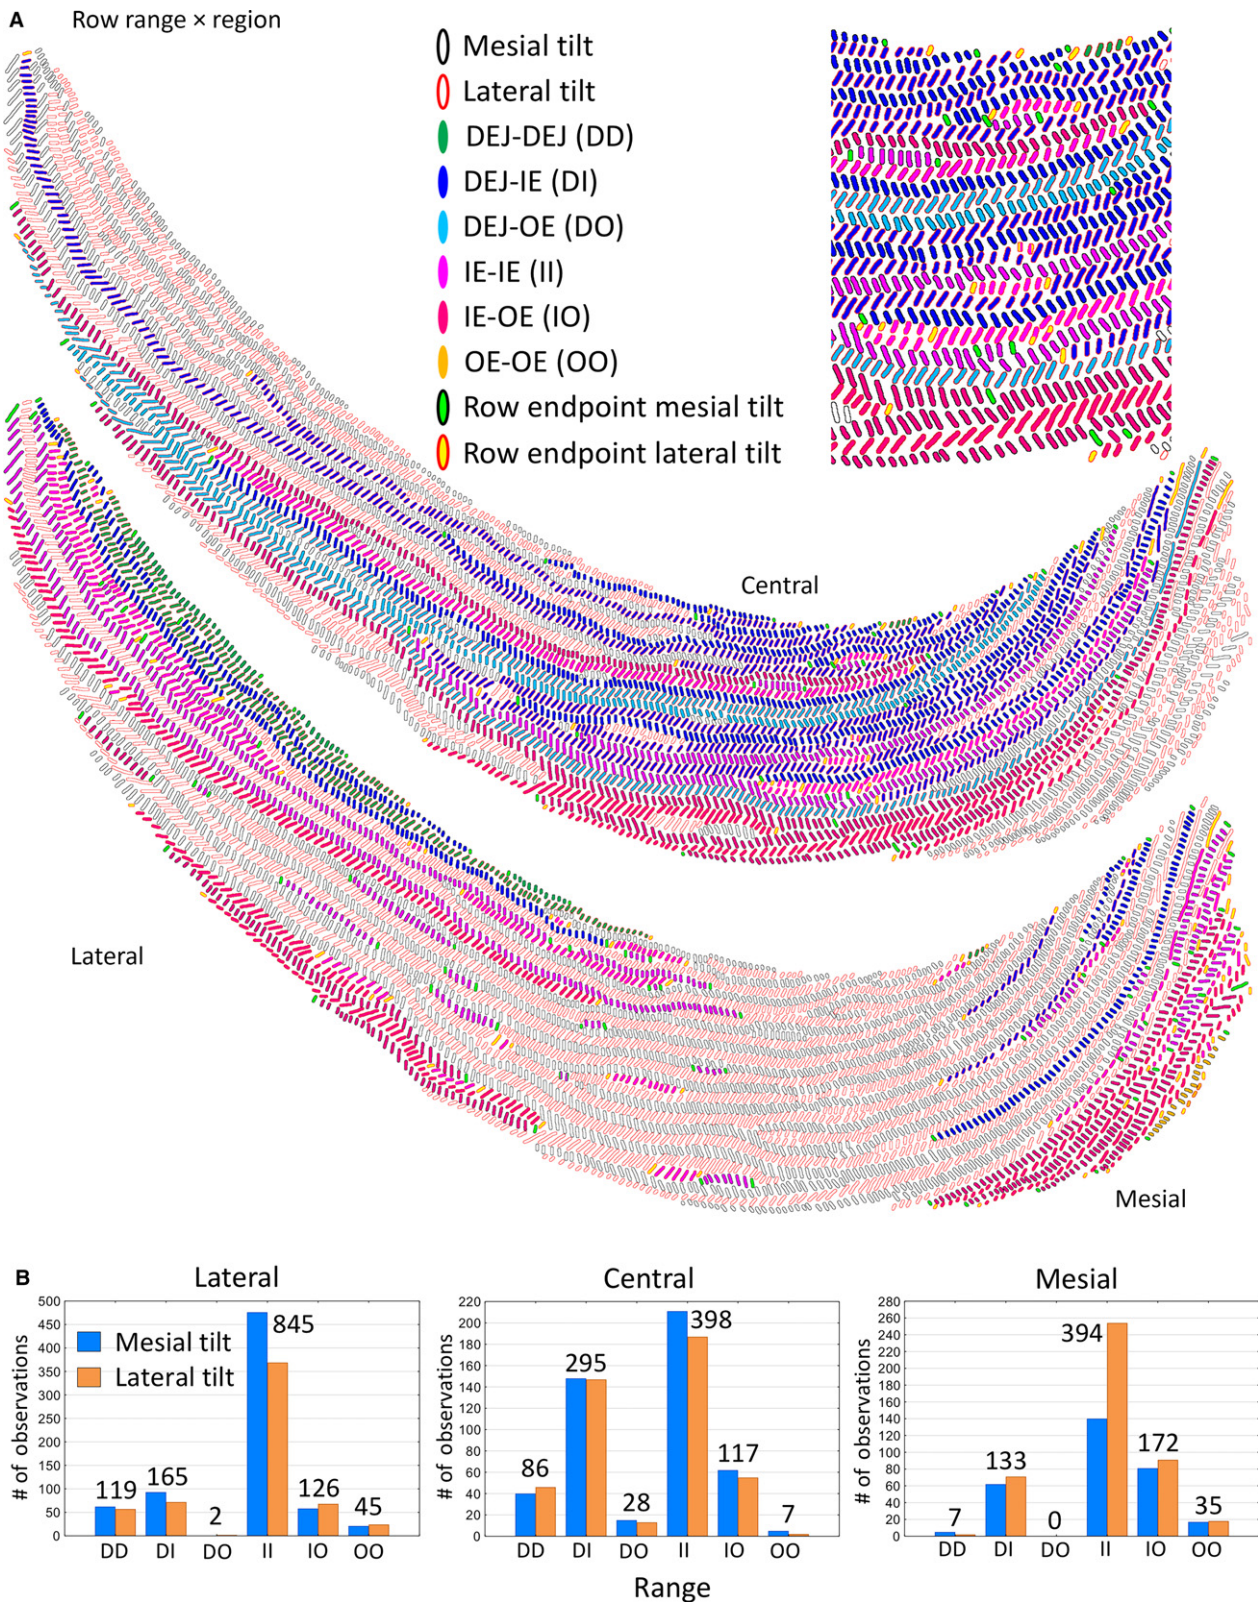 A
Row range × region
Mesial tilt
Lateral tilt
DEJ-DEJ (DD)
DEJ-IE (DI)
DEJ-OE (DO)
IE-IE (II)
IE-OE (IO)
OE-OE (OO)
Row endpoint mesial tilt
Row endpoint lateral tilt
Central
Lateral
Mesial
B
Lateral
# of observations
500
450
400
350
300
250
200
150
100
50
0
Mesial tilt
Lateral tilt
119
165
2
845
126
45
DD DI DO II IO OO
Central
# of observations
220
200
180
160
140
120
100
80
60
40
20
0
86
295
28
398
117
7
DD DI DO II IO OO
Range
Mesial
# of observations
280
260
240
220
200
180
160
140
120
100
80
60
40
20
0
7
133
0
394
172
35
DD DI DO II IO OO